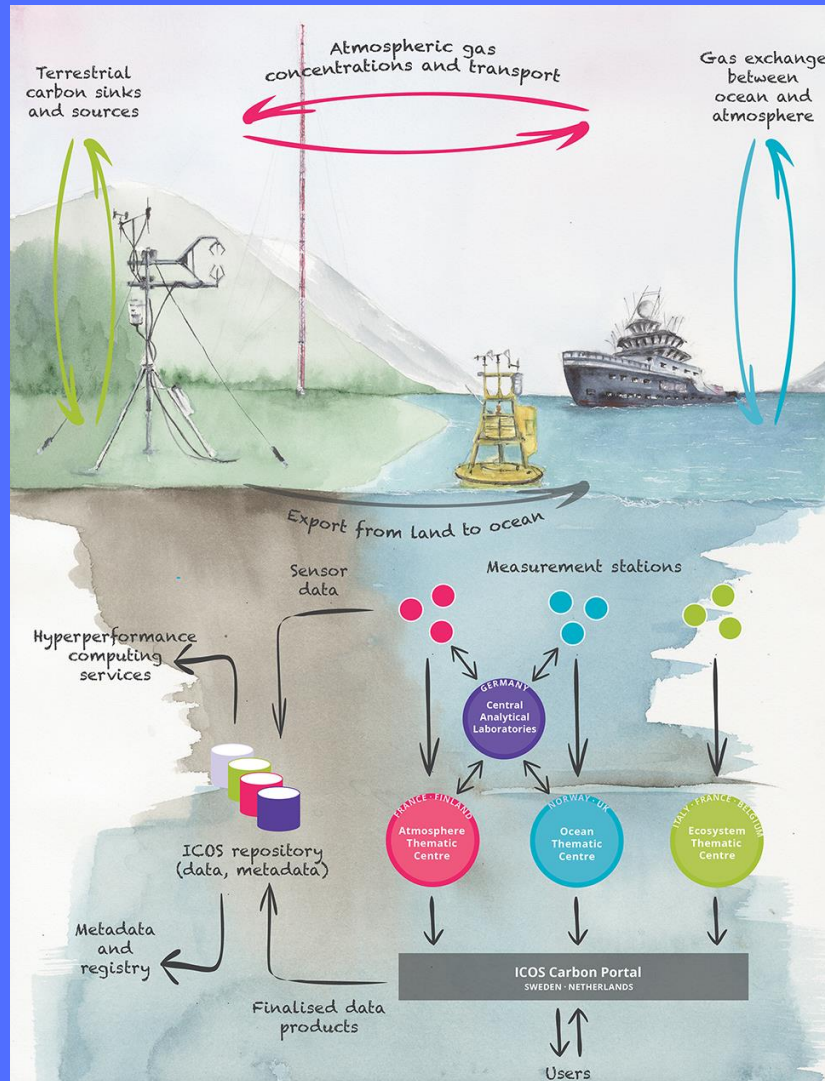 Terrestrial
carbon sinks
and sources
Atmospheric gas
concentrations and transport
Gas exchange
between
ocean and
atmosphere
Export from land to ocean
Sensor
data
Measurement stations
Hyperperformance
computing
services
GERMANY
Central
Analytical
Laboratories
FRANCE · FINLAND
Atmosphere
Thematic
Centre
NORWAY · UK
Ocean
Thematic
Centre
ITALY · FRANCE · BELGIUM
Ecosystem
Thematic
Centre
ICOS repository
(data, metadata)
Metadata
and
registry
ICOS Carbon Portal
SWEDEN · NETHERLANDS
Finalised data
products
Users